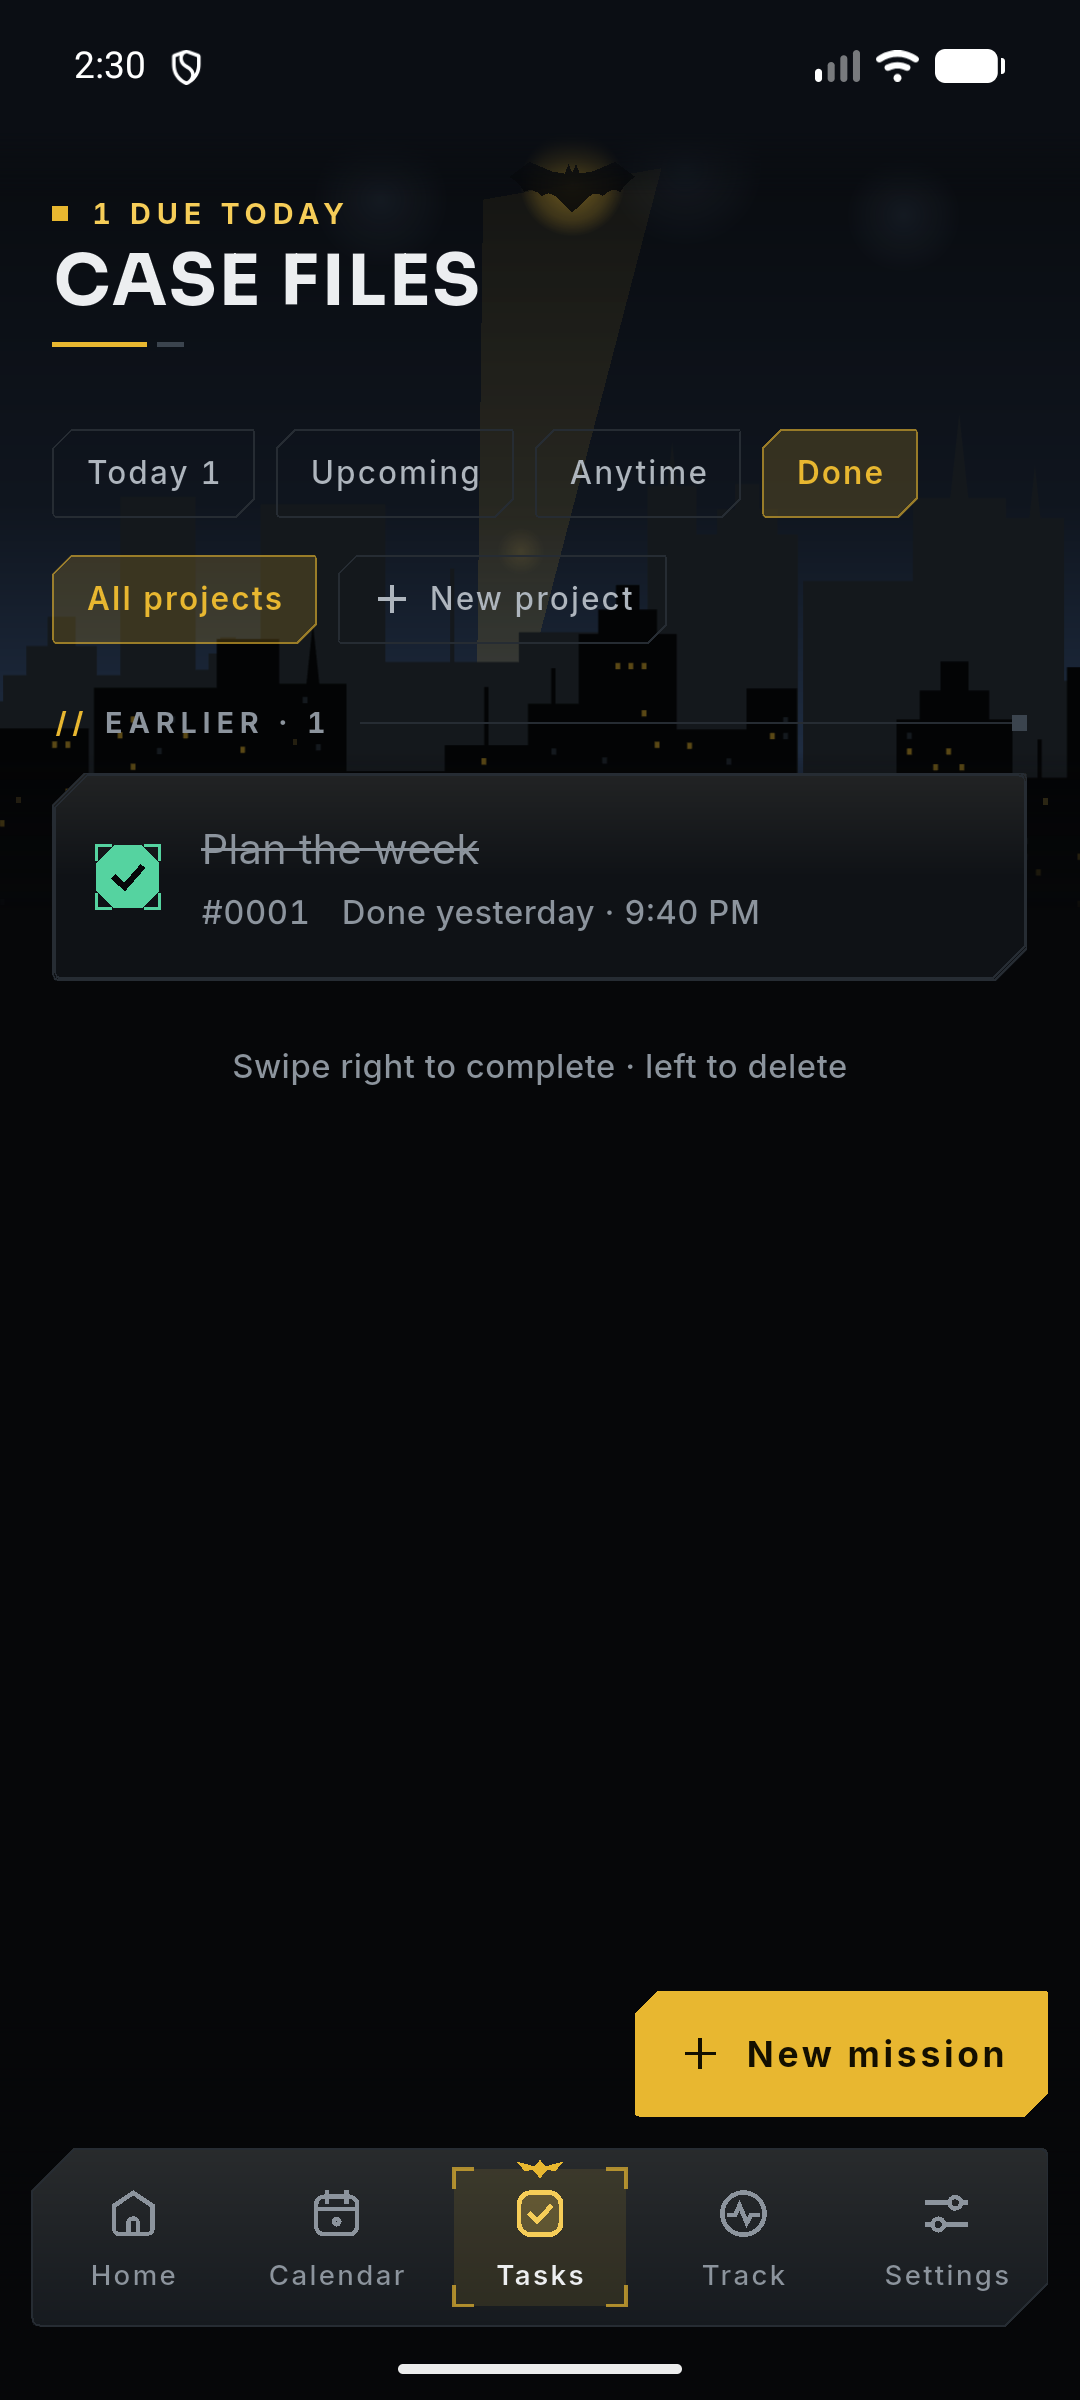 2:30
1 DUE TODAY
CASE FILES
Today 1
Upcoming
Anytime
Done
All projects
+ New project
// EARLIER · 1
Plan the week
#0001 Done yesterday · 9:40 PM
Swipe right to complete · left to delete
+ New mission
Home
Calendar
Tasks
Track
Settings